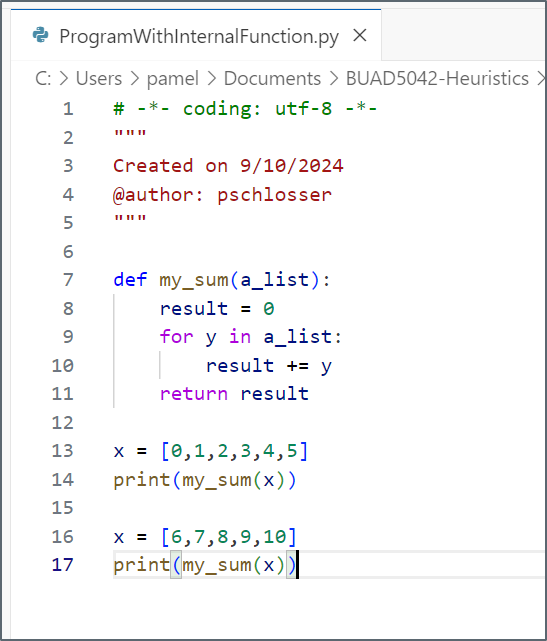 ProgramWithInternalFunction.py ×
C: > Users > pamel > Documents > BUAD5042-Heuristics >
1 # -*- coding: utf-8 -*-
2 """
3 Created on 9/10/2024
4 @author: pschlosser
5 """
6
7 def my_sum(a_list):
8     result = 0
9     for y in a_list:
10         result += y
11     return result
12
13 x = [0,1,2,3,4,5]
14 print(my_sum(x))
15
16 x = [6,7,8,9,10]
17 print(my_sum(x))